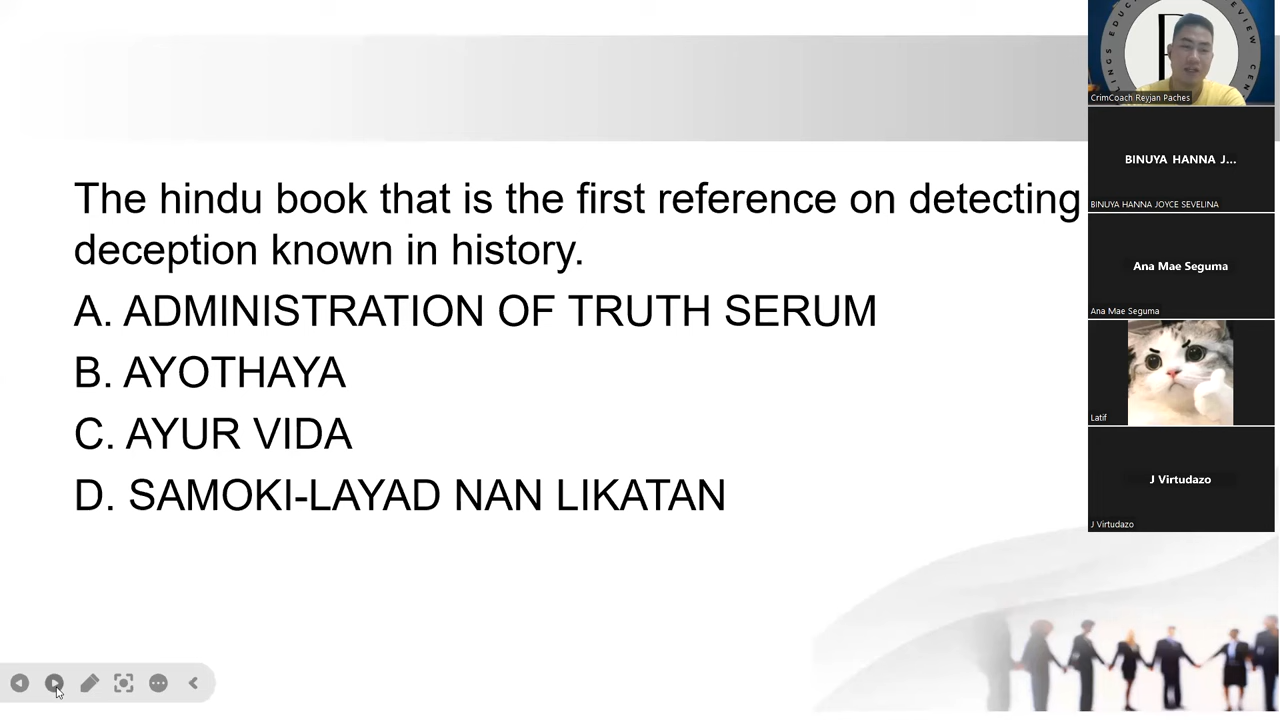 The hindu book that is the first reference on detecting
deception known in history.
A. ADMINISTRATION OF TRUTH SERUM
B. AYOTHAYA
C. AYUR VIDA
D. SAMOKI-LAYAD NAN LIKATAN
CrimCoach Reyjan Paches
BINUYA HANNA J...
BINUYA HANNA JOYCE SEVELINA
Ana Mae Seguma
Ana Mae Seguma
Latif
J Virtudazo
J Virtudazo